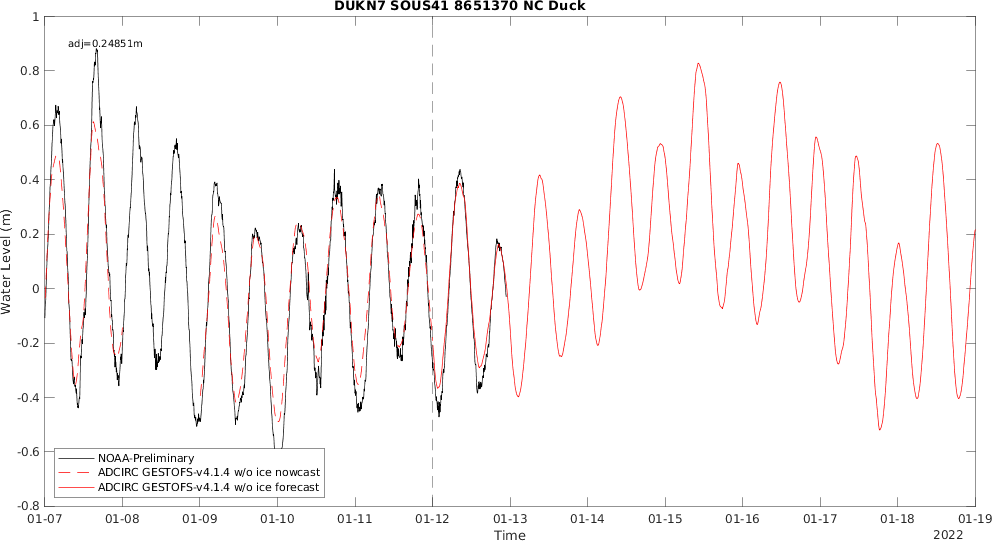 DUKN7 SOUS41 8651370 NC Duck
adj=0.24851m
1
0.8
0.6
0.4
0.2
0
-0.2
-0.4
-0.6
-0.8
Water Level (m)
NOAA-Preliminary
ADCIRC GESTOFS-v4.1.4 w/o ice nowcast
ADCIRC GESTOFS-v4.1.4 w/o ice forecast
01-07 01-08 01-09 01-10 01-11 01-12 01-13 01-14 01-15 01-16 01-17 01-18 01-19
Time
2022